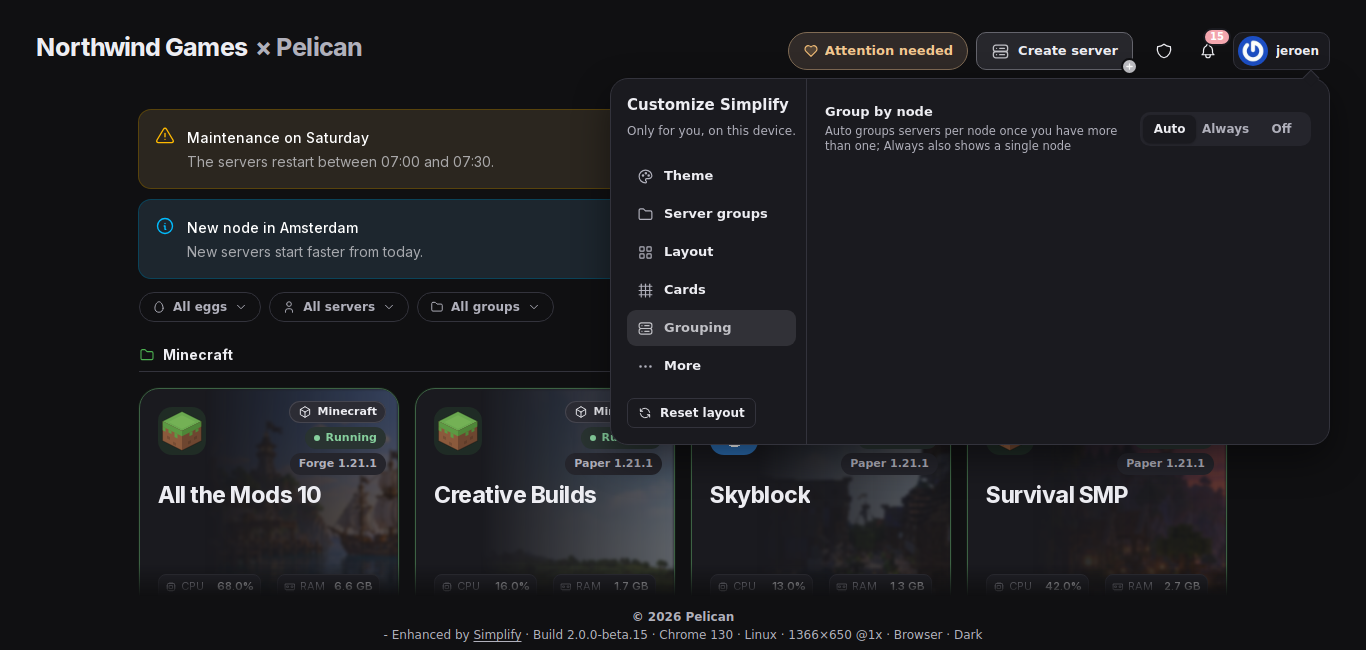 Northwind Games × Pelican
Attention needed
Create server
15
jeroen
Maintenance on Saturday
The servers restart between 07:00 and 07:30.
New node in Amsterdam
New servers start faster from today.
All eggs
All servers
All groups
Customize Simplify
Only for you, on this device.
Theme
Server groups
Layout
Cards
Grouping
More
Reset layout
Group by node
Auto groups servers per node once you have more
than one; Always also shows a single node
Auto
Always
Off
Minecraft
Minecraft
Running
Forge 1.21.1
All the Mods 10
CPU 68.0%
RAM 6.6 GB
Paper 1.21.1
Creative Builds
CPU 16.0%
RAM 1.7 GB
Paper 1.21.1
Skyblock
CPU 13.0%
RAM 1.3 GB
Paper 1.21.1
Survival SMP
CPU 42.0%
RAM 2.7 GB
© 2026 Pelican
- Enhanced by Simplify · Build 2.0.0-beta.15 · Chrome 130 · Linux · 1366×650 @1x · Browser · Dark